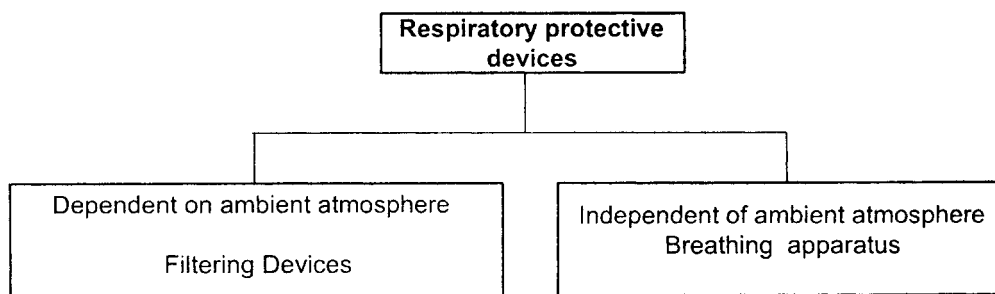 Respiratory protective
devices
Dependent on ambient atmosphere
Filtering Devices
Independent of ambient atmosphere
Breathing apparatus